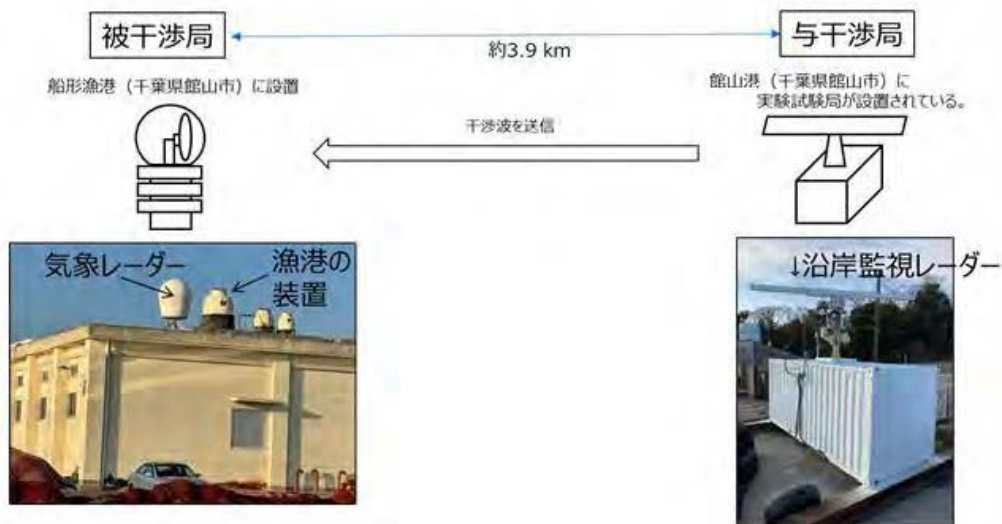 被干渉局
約3.9 km
与干渉局
船形漁港（千葉県館山市）に設置
館山港（千葉県館山市）に
実験試験局が設置されている。
干渉波を送信
気象レーダー
漁港の
装置
↓沿岸監視レーダー